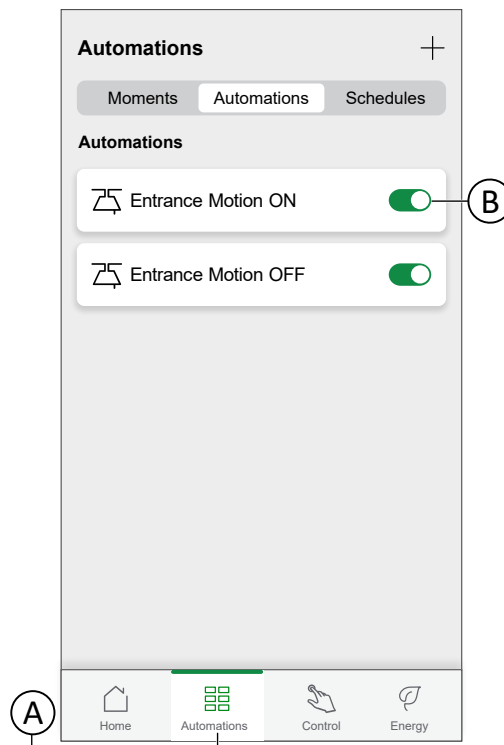 Automations
Moments Automations Schedules
Automations
Entrance Motion ON
B
Entrance Motion OFF
A
Home Automations Control Energy